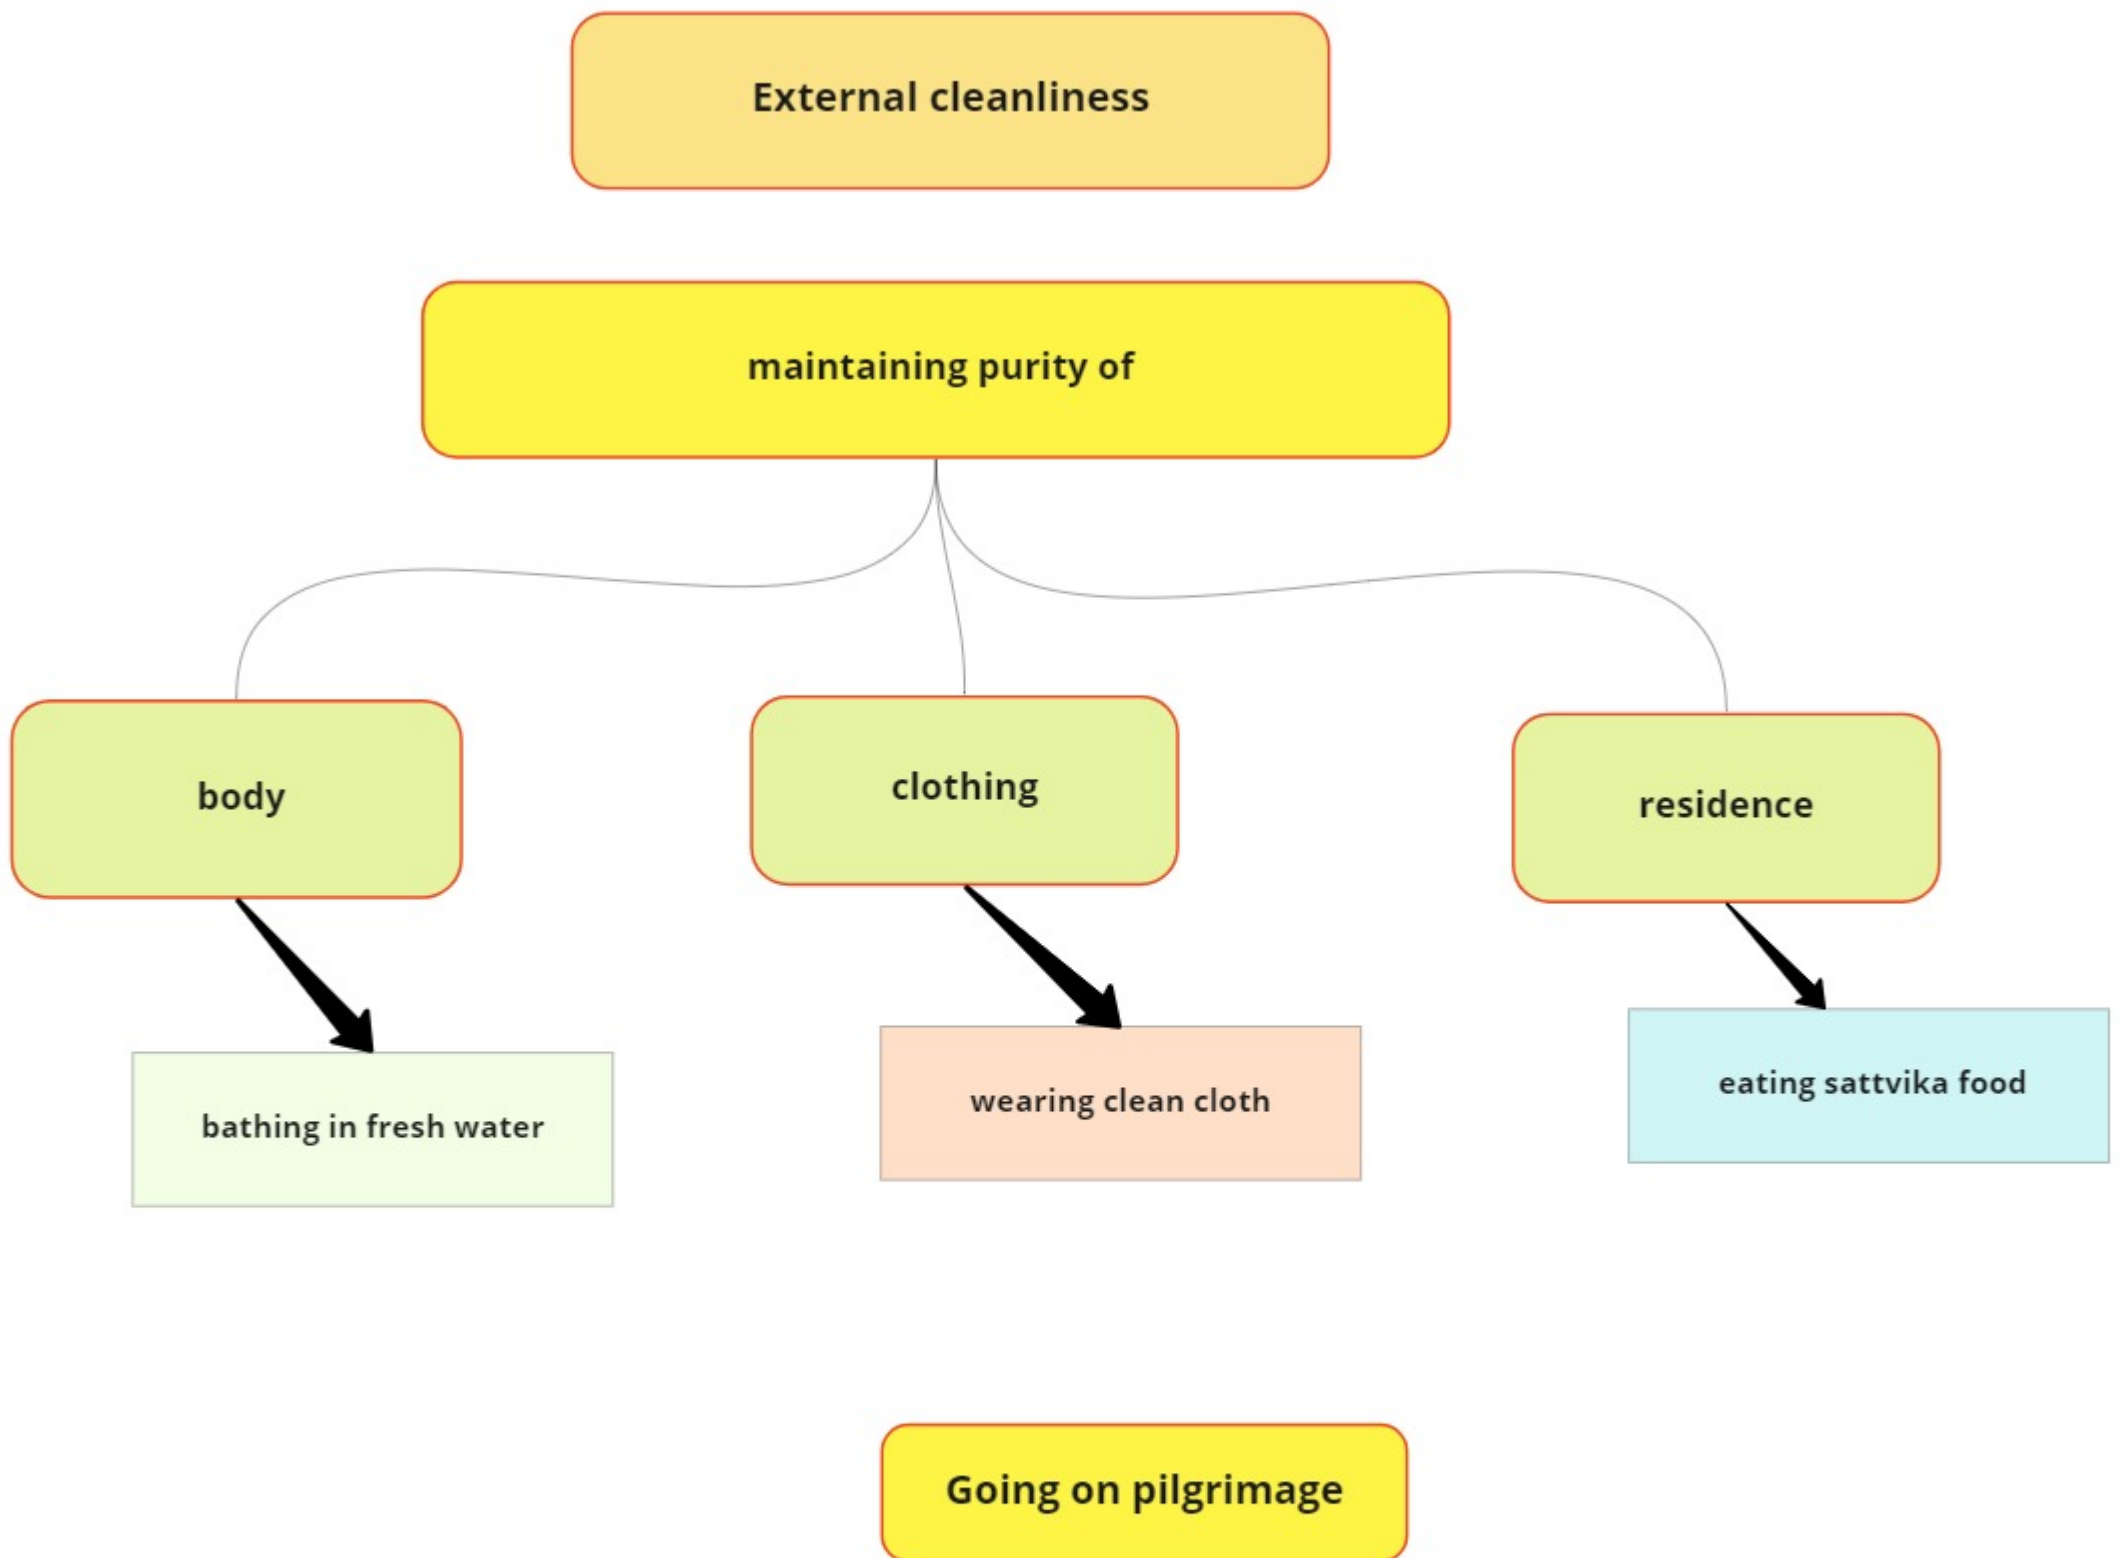 External cleanliness
maintaining purity of
body
clothing
residence
bathing in fresh water
wearing clean cloth
eating sattvika food
Going on pilgrimage